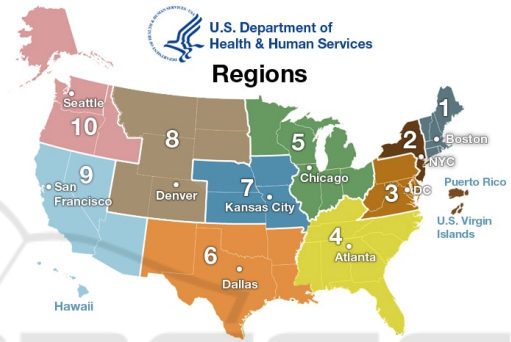 U.S. Department of
Health & Human Services
Regions
Seattle
10
8
5
1
Boston
2
NYC
9
San
Francisco
Denver
7
Kansas City
Chicago
3
DC
Puerto Rico
U.S. Virgin
Islands
6
Dallas
4
Atlanta
Hawaii